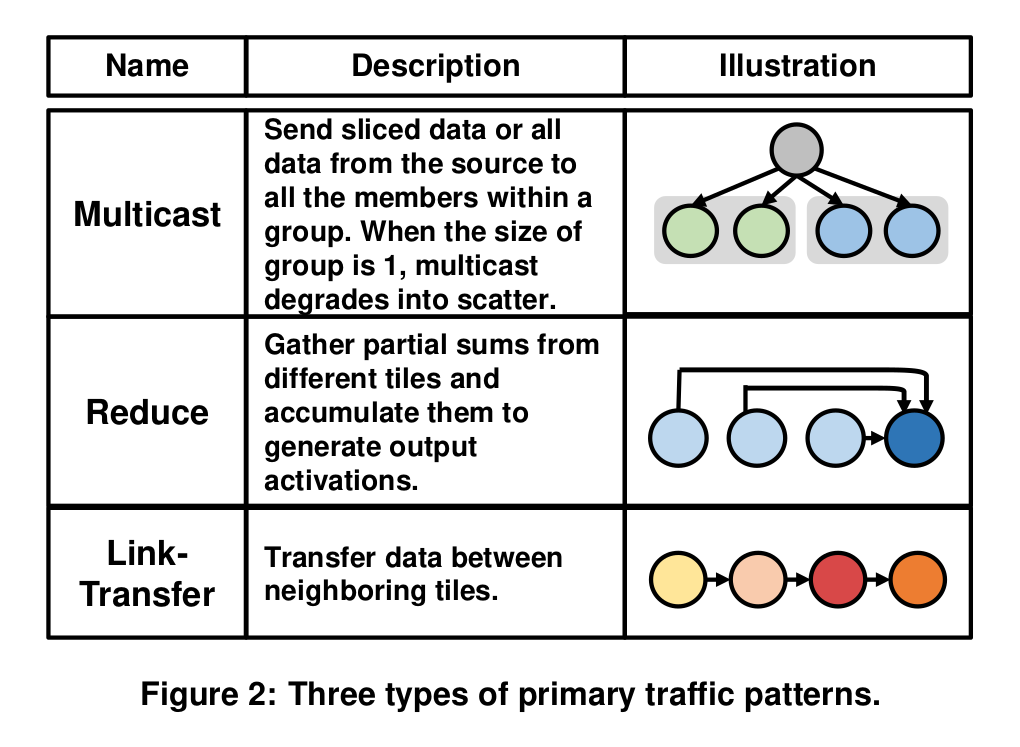 Name
Description
Illustration
Multicast
Send sliced data or all
data from the source to
all the members within a
group. When the size of
group is 1, multicast
degrades into scatter.
Reduce
Gather partial sums from
different tiles and
accumulate them to
generate output
activations.
Link-
Transfer
Transfer data between
neighboring tiles.
Figure 2: Three types of primary traffic patterns.